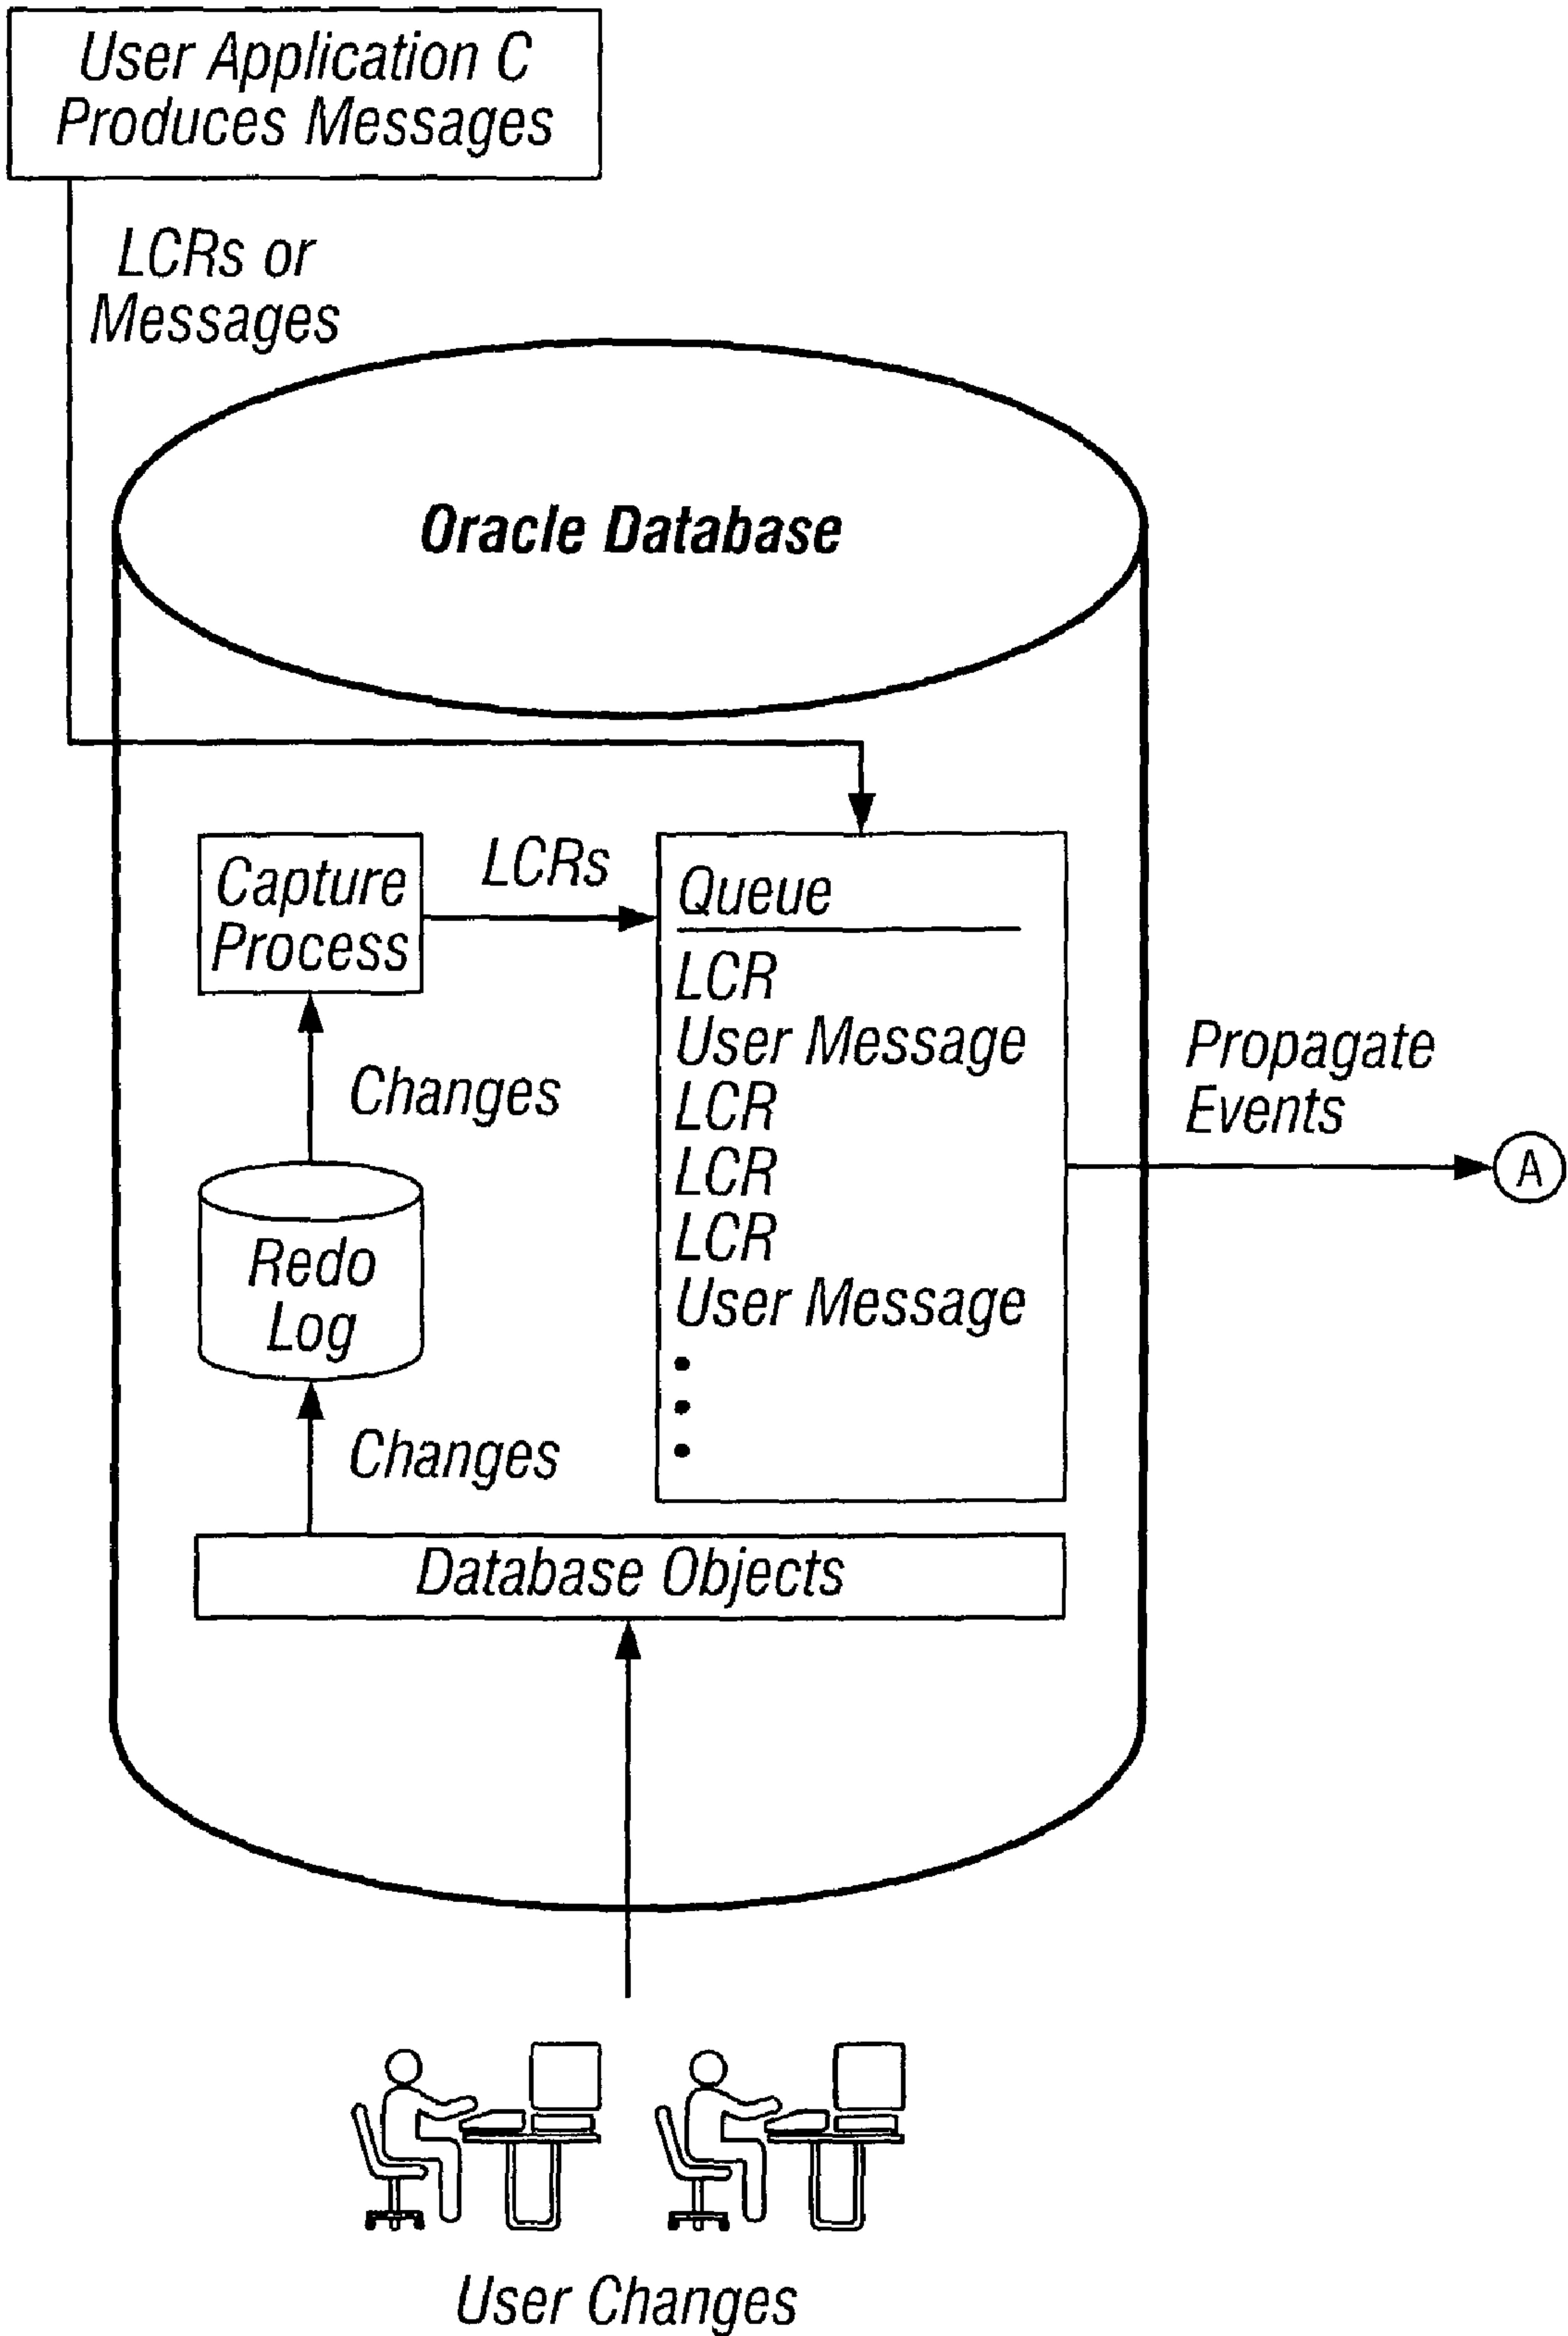 User Application C
Produces Messages
LCRs or
Messages
Oracle Database
Capture
Process
LCRs
Queue
LCR
User Message
LCR
LCR
LCR
User Message
•
•
•
Changes
Propagate
Events
A
Redo
Log
Changes
Database Objects
User Changes